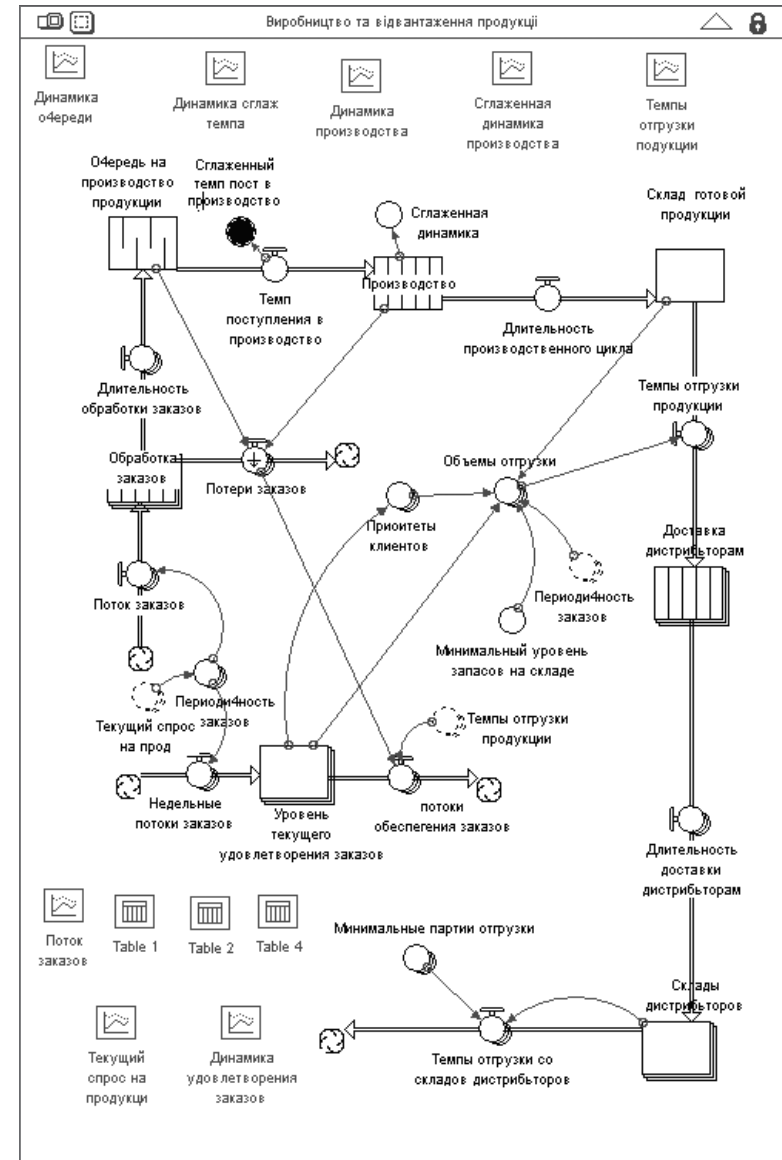 Виробництво та відвантаження продукції
Динамика
о4ереди
Динамика сглаж
темпа
Динамика
производства
Сглаженная
динамика
производства
Темпы
отгрузки
подукции
О4ередь на
производство
продукции
Сглаженный
темп пост в
производство
Сглаженная
динамика
Склад готовой
продукции
Темп
поступления в
производство
Производство
Длительность
производственного цикла
Длительность
обработки заказов
Темпы отгрузки
продукции
Обработка
заказов
Потери заказов
Объемы отгрузки
Приоитеты
клиентов
Доставка
дистрибьторам
Поток заказов
Периоди4ность
заказов
Минимальный уровень
запасов на складе
Периоди4ность
заказов
Текущий спрос
на прод
Темпы отгрузки
продукции
Недельные
потоки заказов
Уровень
текущего
удовлетворения заказов
потоки
обеспегения заказов
Длительность
доставки
дистрибьторам
Поток
заказов
Table 1
Table 2
Table 4
Минимальные партии отгрузки
Склады
дистрибьторов
Текущий
спрос на
продукци
Динамика
удовлетворения
заказов
Темпы отгрузки со
складов дистрибьторов